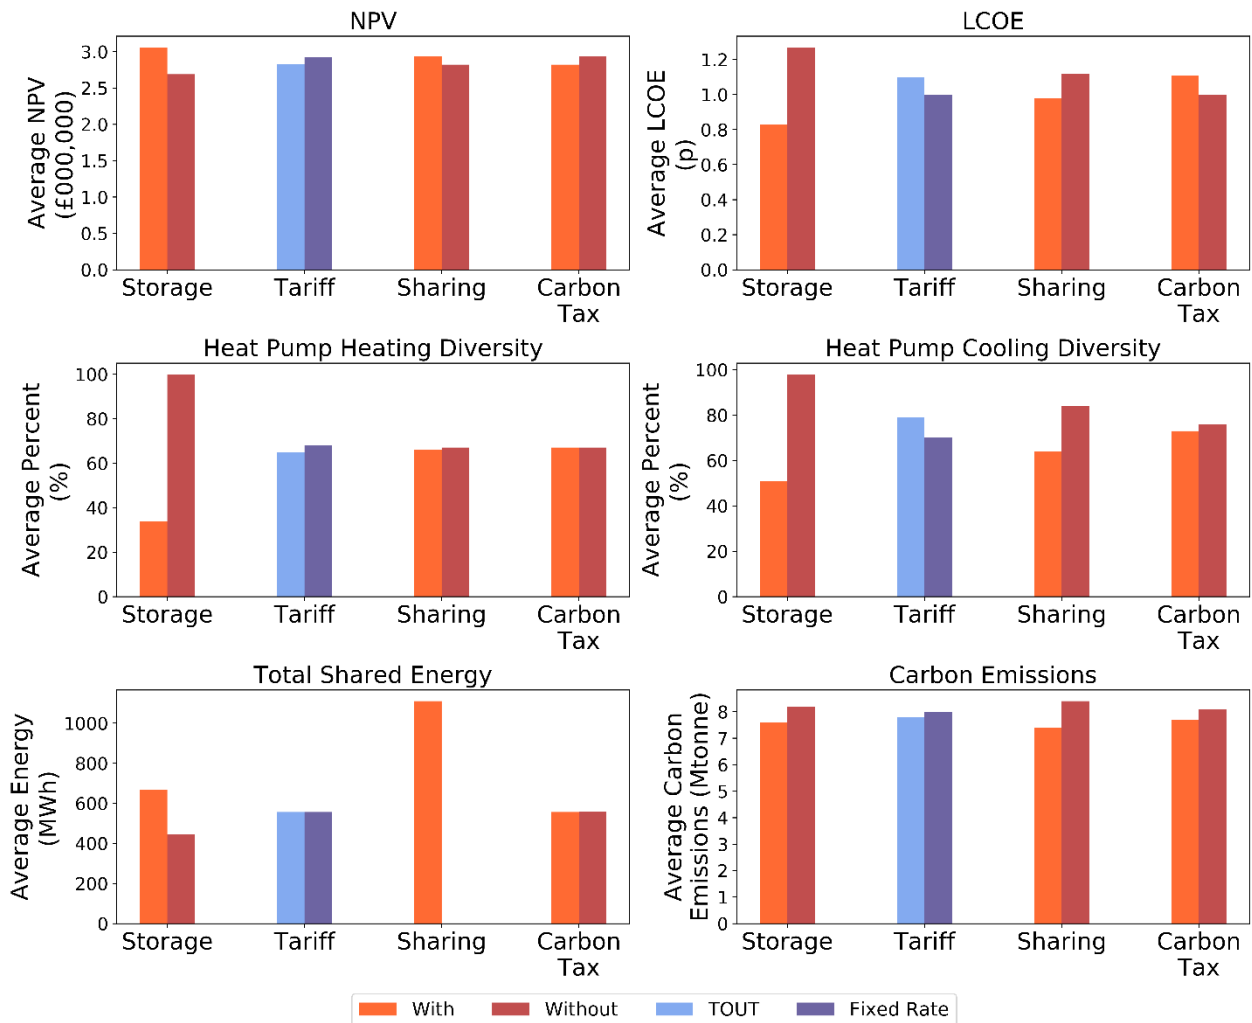 NPV
Average NPV
(£000,000)
3.0
2.5
2.0
1.5
1.0
0.5
0.0
Storage
Tariff
Sharing
Carbon
Tax
LCOE
Average LCOE
(p)
1.2
1.0
0.8
0.6
0.4
0.2
0.0
Storage
Tariff
Sharing
Carbon
Tax
Heat Pump Heating Diversity
Average Percent
(%)
100
80
60
40
20
0
Storage
Tariff
Sharing
Carbon
Tax
Heat Pump Cooling Diversity
Average Percent
(%)
100
80
60
40
20
0
Storage
Tariff
Sharing
Carbon
Tax
Total Shared Energy
Average Energy
(MWh)
1000
800
600
400
200
0
Storage
Tariff
Sharing
Carbon
Tax
Carbon Emissions
Average Carbon
Emissions (Mtonne)
8
7
6
5
4
3
2
1
0
Storage
Tariff
Sharing
Carbon
Tax
With
Without
TOUT
Fixed Rate